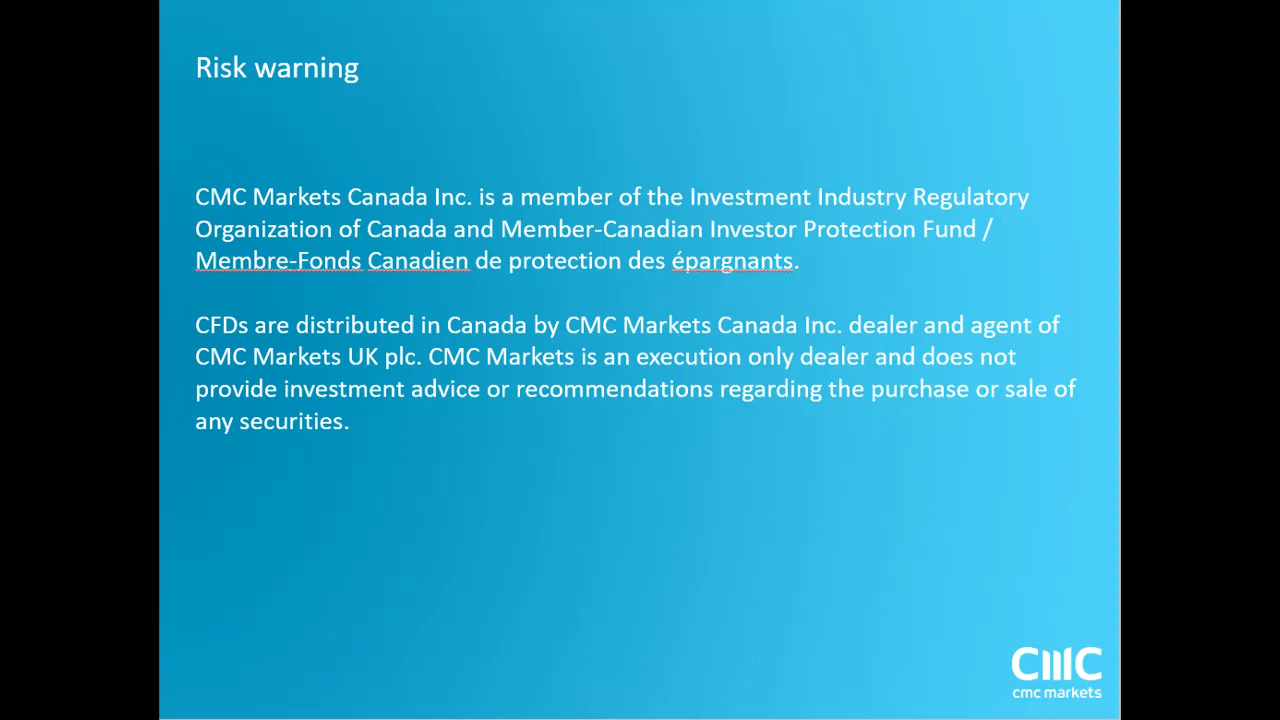 Risk warning
CMC Markets Canada Inc. is a member of the Investment Industry Regulatory
Organization of Canada and Member-Canadian Investor Protection Fund /
Membre-Fonds Canadien de protection des épargnants.
CFDs are distributed in Canada by CMC Markets Canada Inc. dealer and agent of
CMC Markets UK plc. CMC Markets is an execution only dealer and does not
provide investment advice or recommendations regarding the purchase or sale of
any securities.
CMC
cmc markets